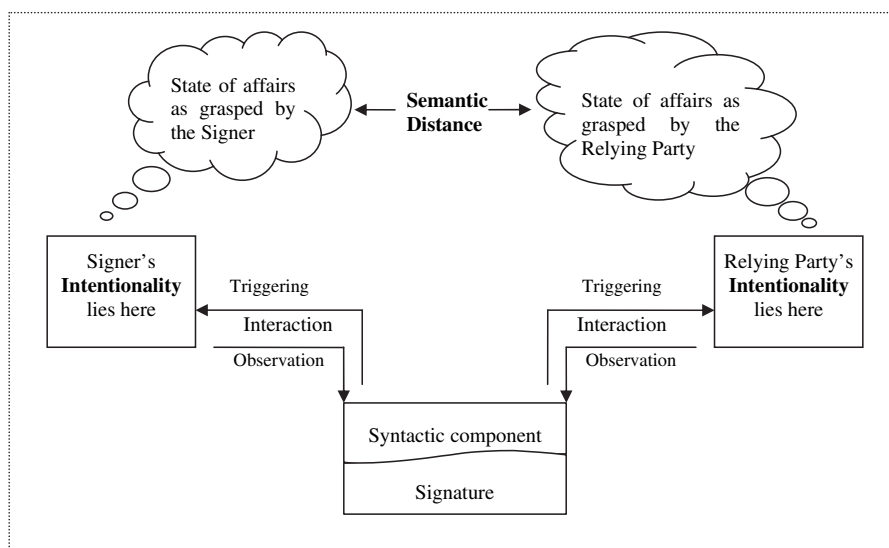 State of affairs
as grasped by
the Signer
Semantic
Distance
State of affairs as
grasped by the
Relying Party
Signer's
Intentionality
lies here
Triggering
Interaction
Observation
Triggering
Interaction
Observation
Relying Party's
Intentionality
lies here
Syntactic component
Signature